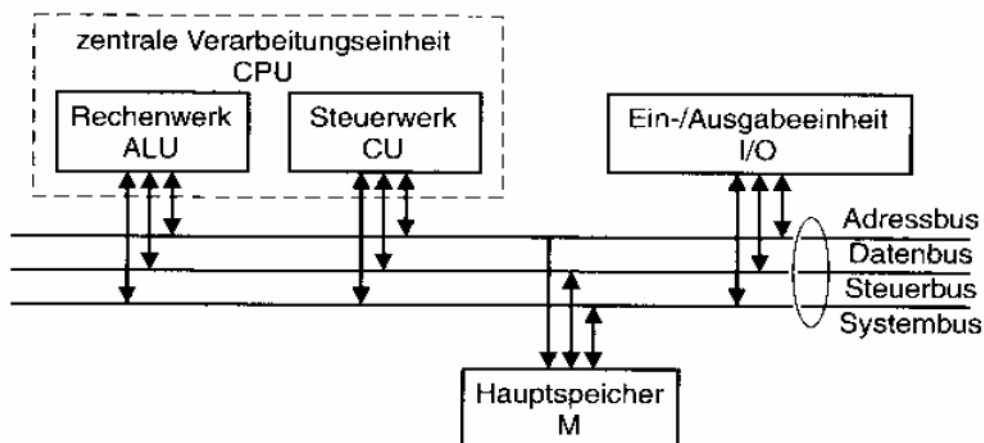 zentrale Verarbeitungseinheit
CPU
Rechenwerk
ALU
Steuerwerk
CU
Ein-/Ausgabeeinheit
I/O
Adressbus
Datenbus
Steuerbus
Systembus
Hauptspeicher
M